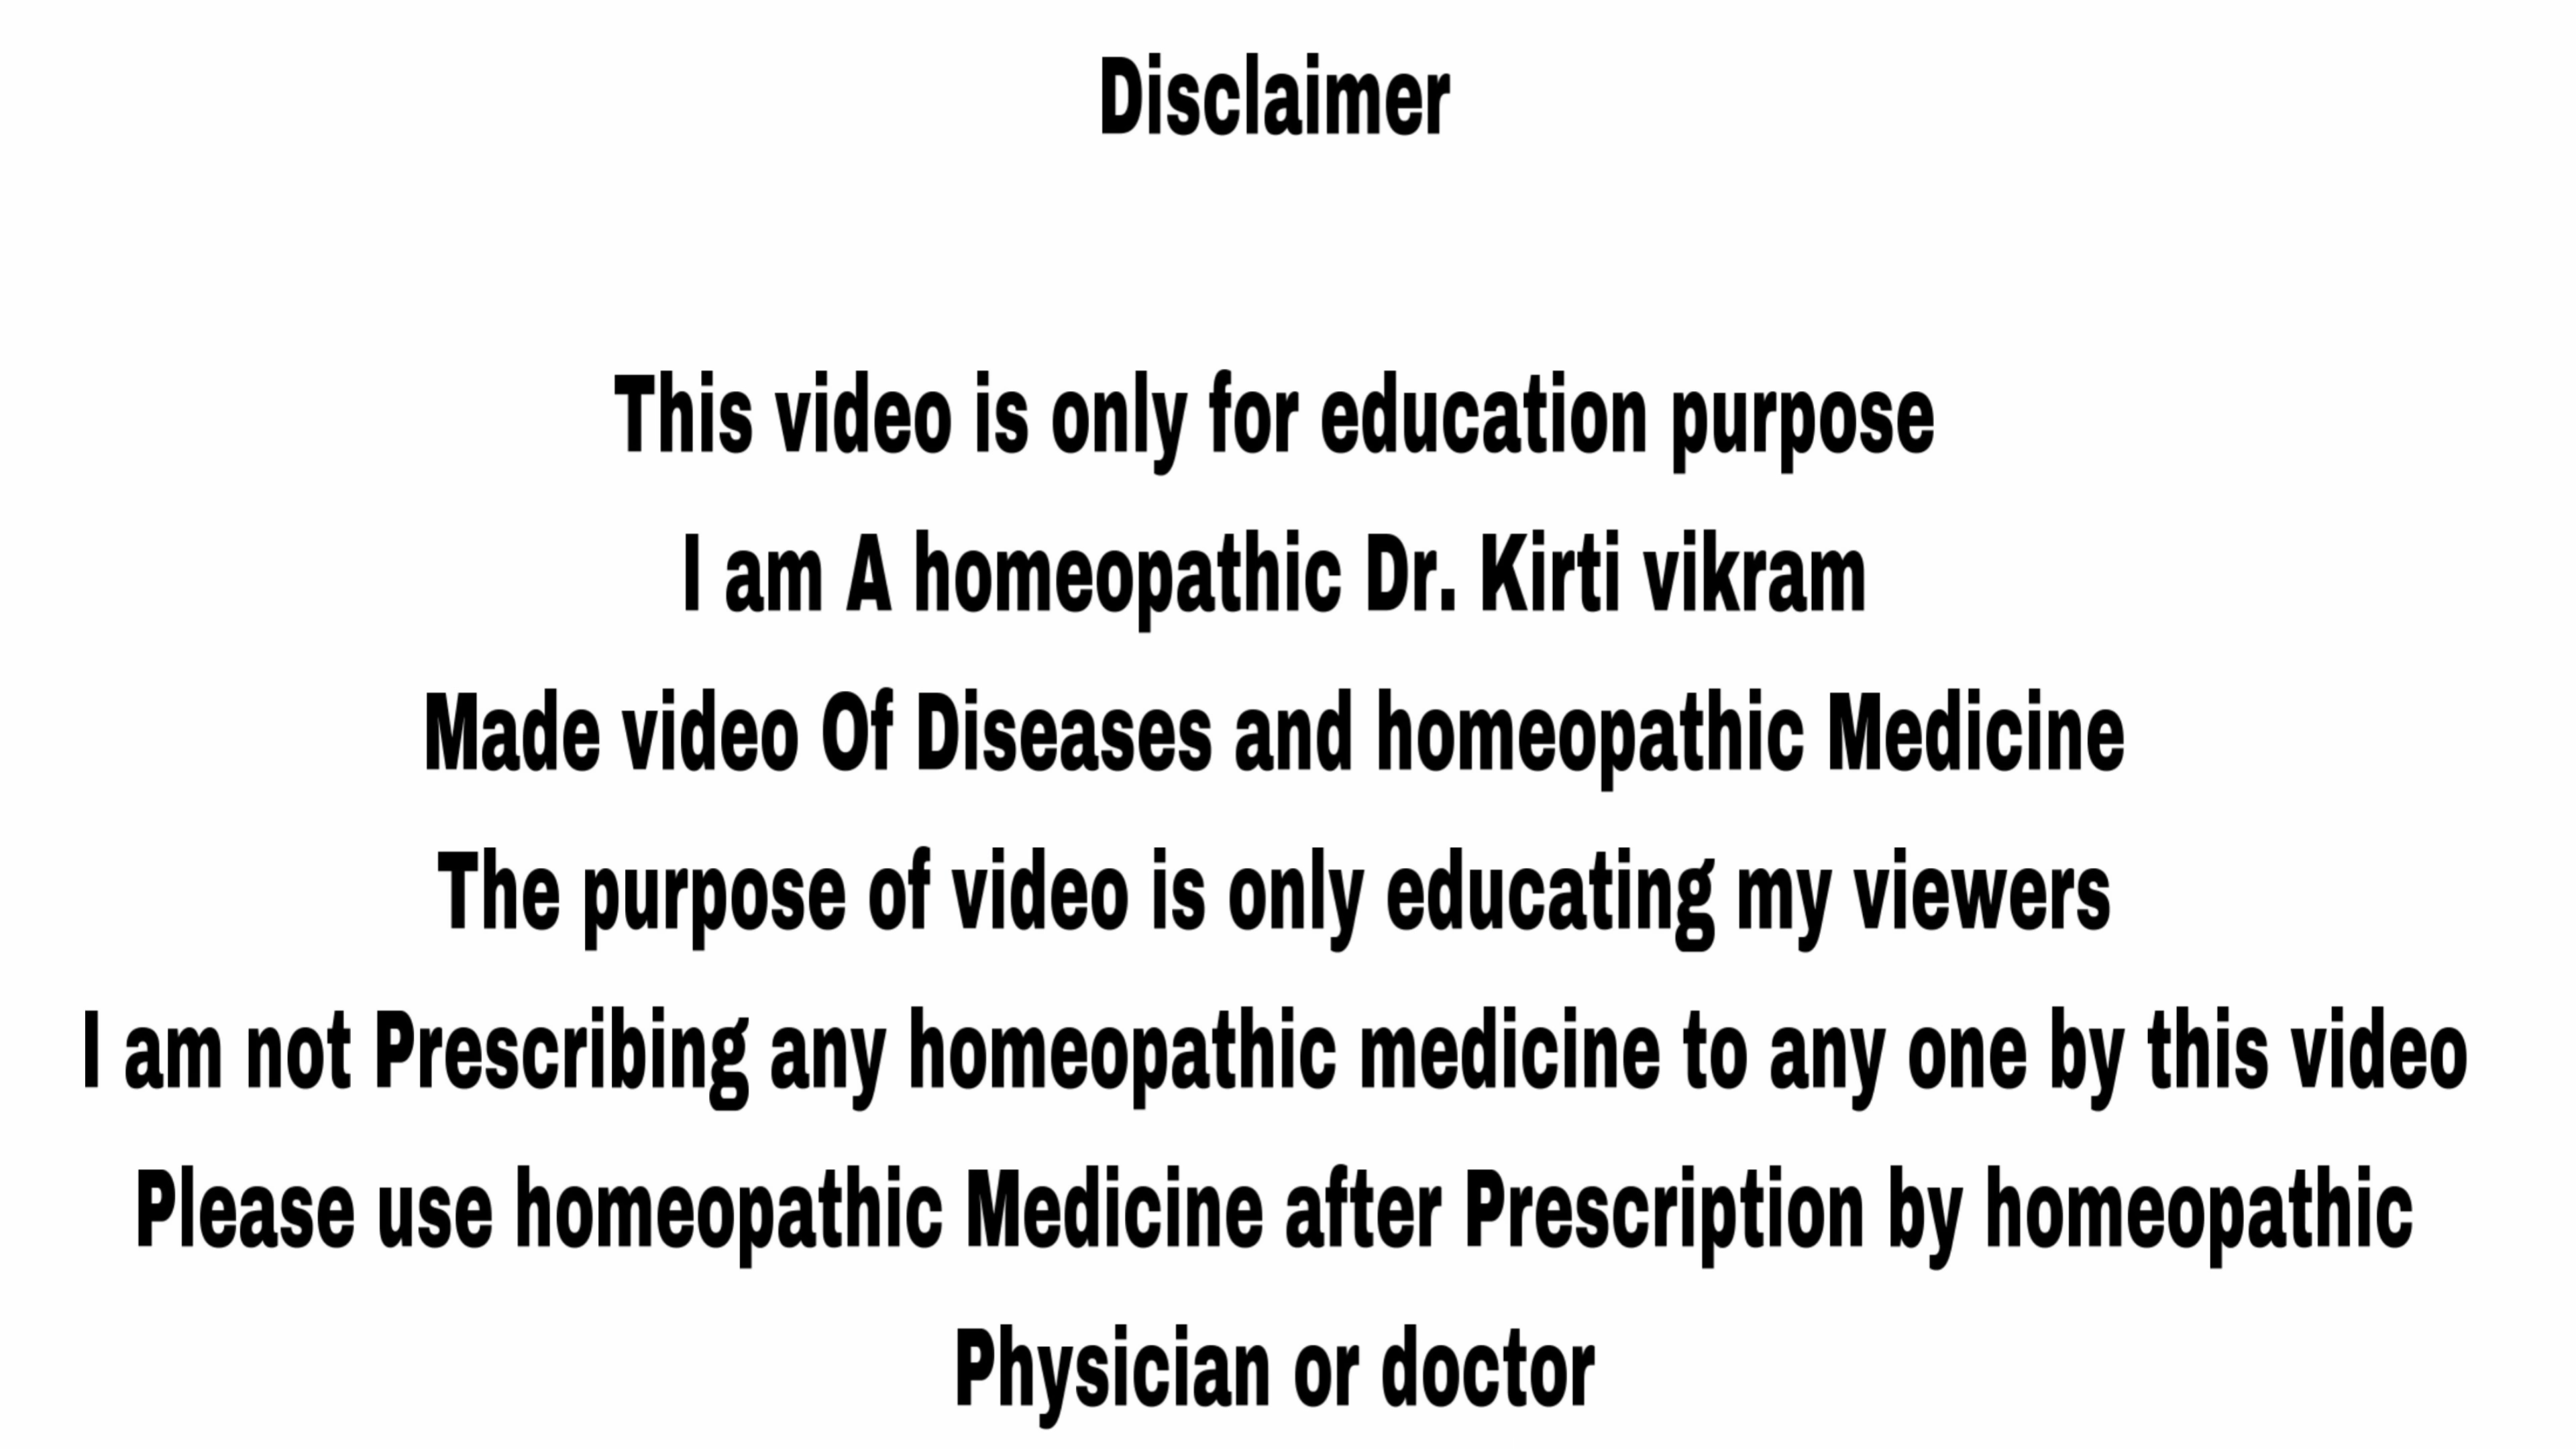 Disclaimer
This video is only for education purpose
I am A homeopathic Dr. Kirti vikram
Made video Of Diseases and homeopathic Medicine
The purpose of video is only educating my viewers
I am not Prescribing any homeopathic medicine to any one by this video
Please use homeopathic Medicine after Prescription by homeopathic
Physician or doctor